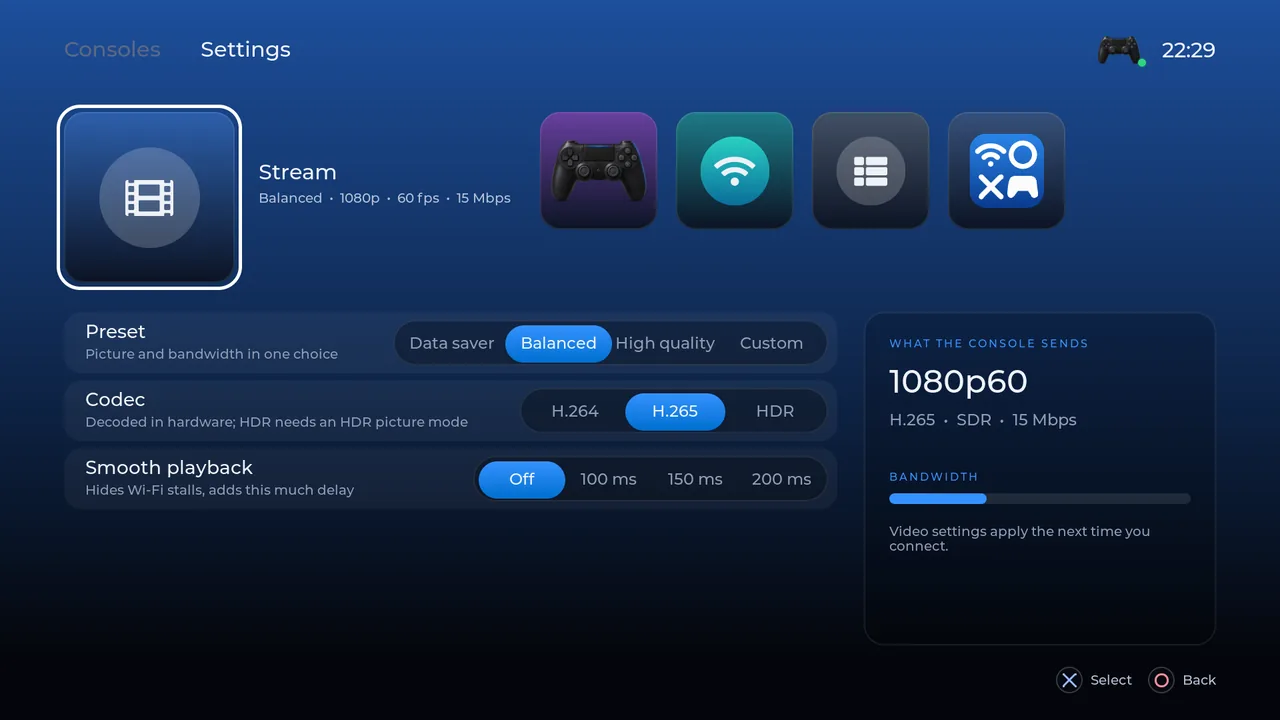 Consoles Settings 22:29
Stream
Balanced • 1080p • 60 fps • 15 Mbps
Preset
Picture and bandwidth in one choice
Data saver Balanced High quality Custom
Codec
Decoded in hardware; HDR needs an HDR picture mode
H.264 H.265 HDR
Smooth playback
Hides Wi-Fi stalls, adds this much delay
Off 100 ms 150 ms 200 ms
WHAT THE CONSOLE SENDS
1080p60
H.265 • SDR • 15 Mbps
BANDWIDTH
Video settings apply the next time you
connect.
Select Back